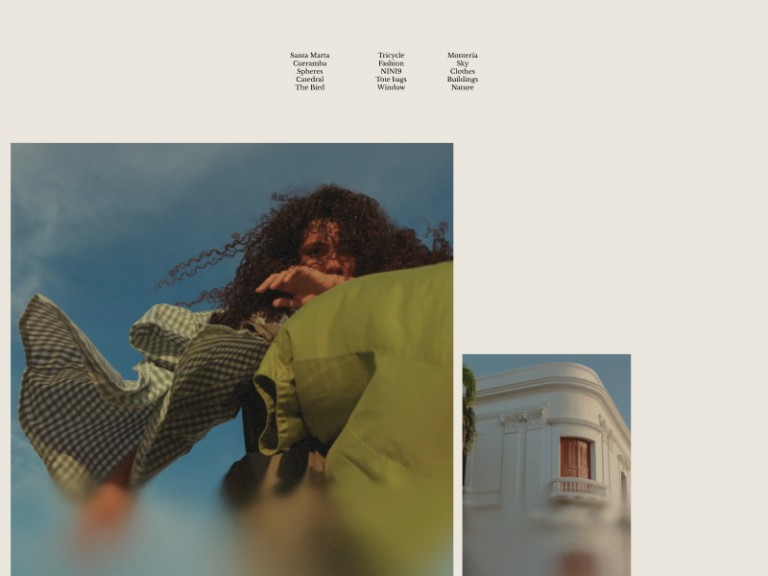 Santa Marta
Curramba
Spheres
Catedral
The Bird
Tricycle
Fashion
NINI9
Tote bags
Window
Monteria
Sky
Clothes
Buildings
Nature